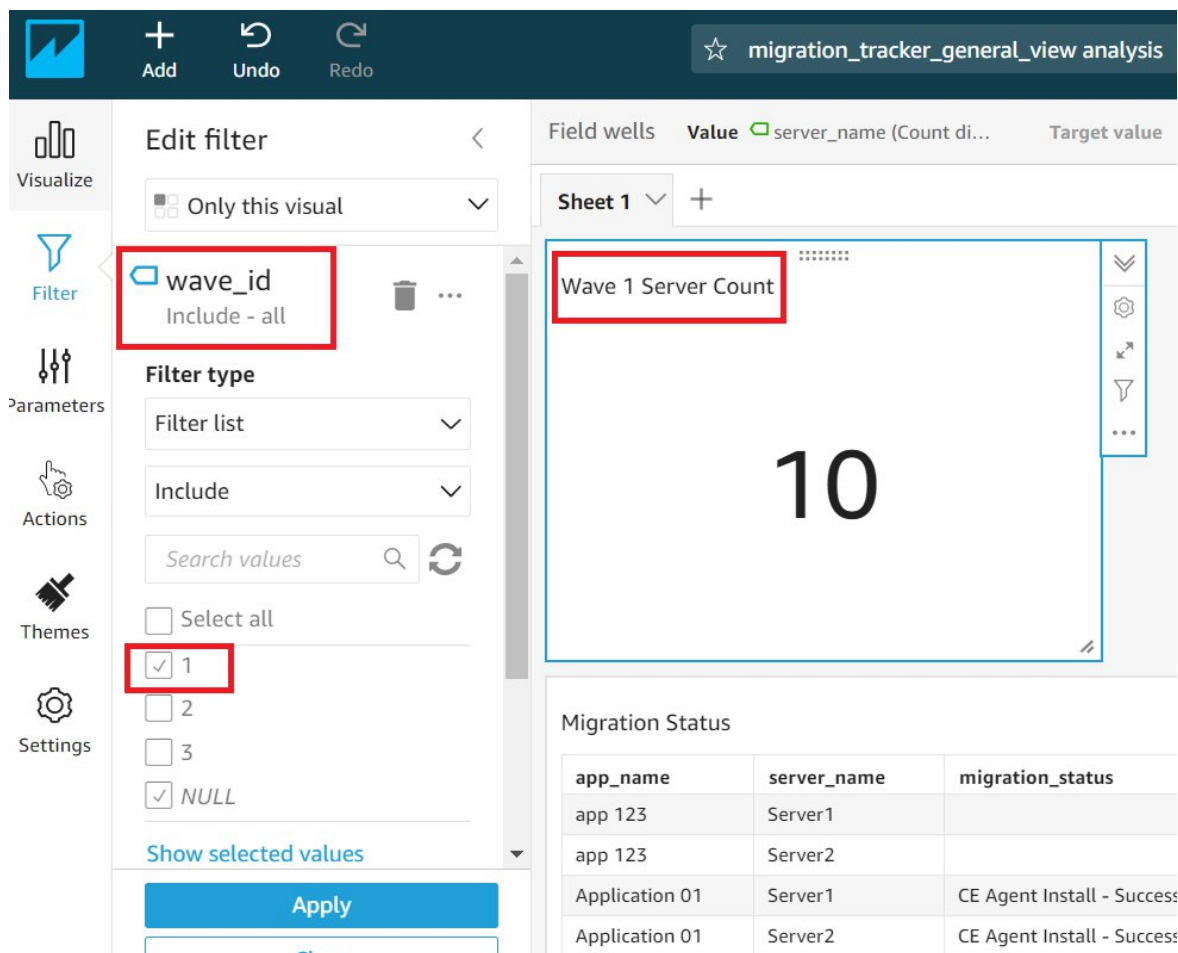 Add
Undo
Redo
migration_tracker_general_view analysis
Visualize
Filter
Parameters
Actions
Themes
Settings
Edit filter
Only this visual
wave_id
Include - all
Filter type
Filter list
Include
Search values
Select all
1
2
3
NULL
Show selected values
Apply
Field wells Value server_name (Count di... Target value
Sheet 1
Wave 1 Server Count
10
Migration Status
app_name server_name migration_status
app 123 Server1
app 123 Server2
Application 01 Server1 CE Agent Install - Success
Application 01 Server2 CE Agent Install - Success